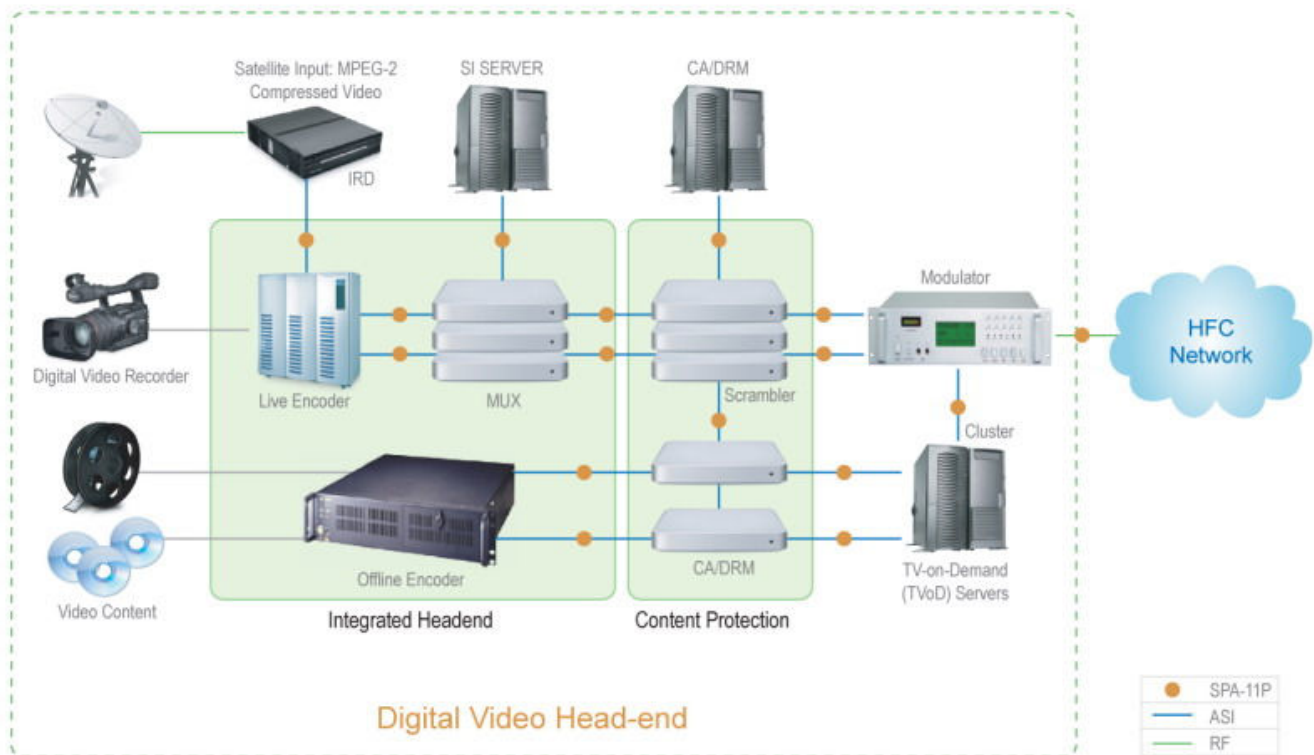 Satellite Input: MPEG-2
Compressed Video
SI SERVER
CA/DRM
IRD
Modulator
HFC
Network
Digital Video Recorder
Live Encoder
MUX
Scrambler
Cluster
Offline Encoder
CA/DRM
TV-on-Demand
(TVoD) Servers
Video Content
Integrated Headend
Content Protection
Digital Video Head-end
SPA-11P
ASI
RF